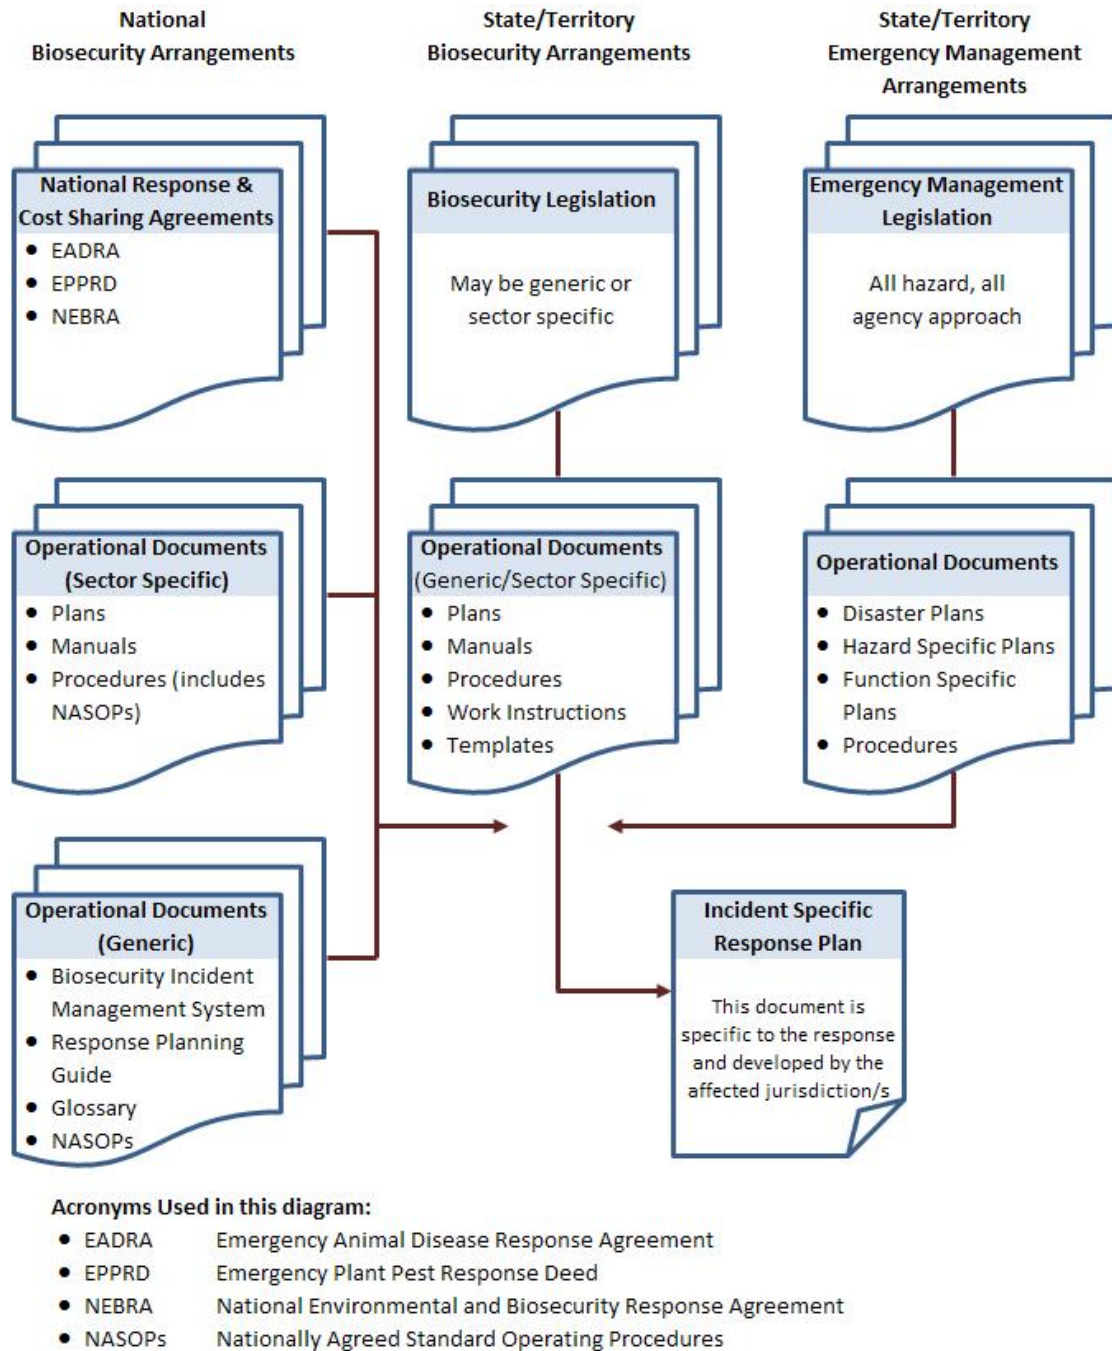 National
Biosecurity Arrangements
State/Territory
Biosecurity Arrangements
State/Territory
Emergency Management
Arrangements
National Response &
Cost Sharing Agreements
• EADRA
• EPPRD
• NEBRA
Biosecurity Legislation
May be generic or
sector specific
Emergency Management
Legislation
All hazard, all
agency approach
Operational Documents
(Sector Specific)
• Plans
• Manuals
• Procedures (includes
NASOPs)
Operational Documents
(Generic/Sector Specific)
• Plans
• Manuals
• Procedures
• Work Instructions
• Templates
Operational Documents
• Disaster Plans
• Hazard Specific Plans
• Function Specific
Plans
• Procedures
Operational Documents
(Generic)
• Biosecurity Incident
Management System
• Response Planning
Guide
• Glossary
• NASOPs
Incident Specific
Response Plan
This document is
specific to the response
and developed by the
affected jurisdiction/s
Acronyms Used in this diagram:
• EADRA Emergency Animal Disease Response Agreement
• EPPRD Emergency Plant Pest Response Deed
• NEBRA National Environmental and Biosecurity Response Agreement
• NASOPs Nationally Agreed Standard Operating Procedures